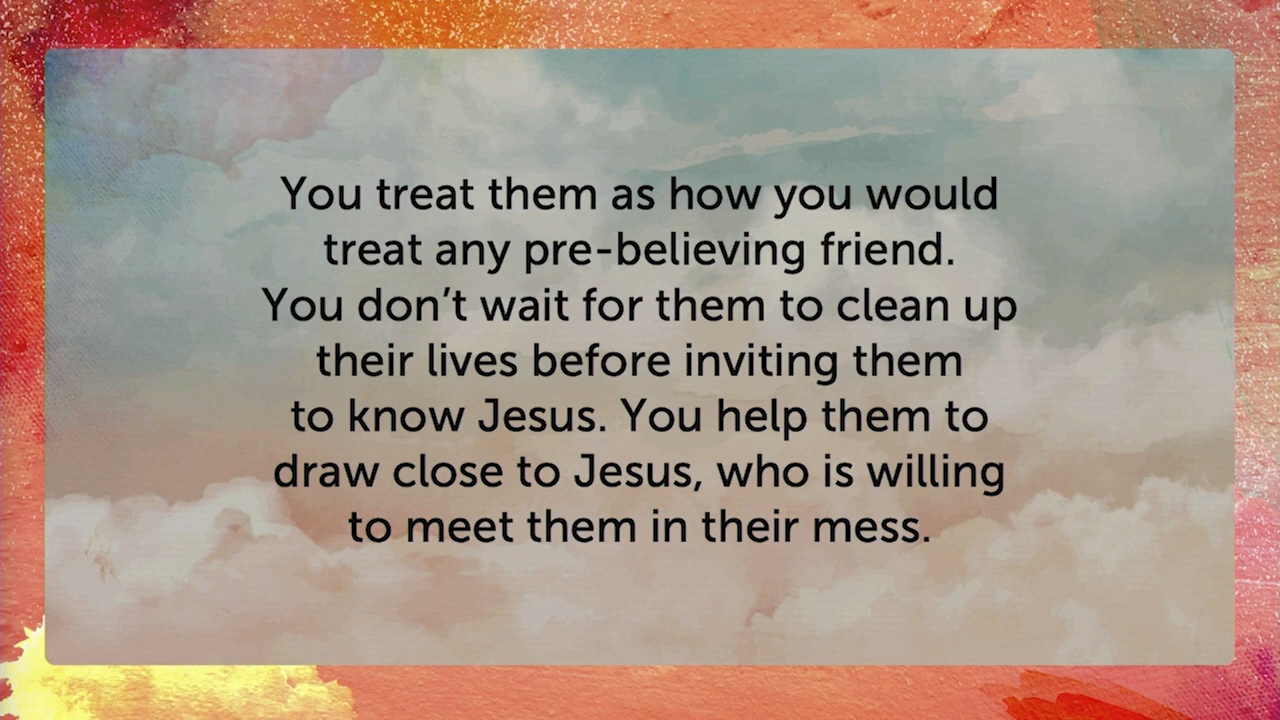 You treat them as how you would
treat any pre-believing friend.
You don’t wait for them to clean up
their lives before inviting them
to know Jesus. You help them to
draw close to Jesus, who is willing
to meet them in their mess.